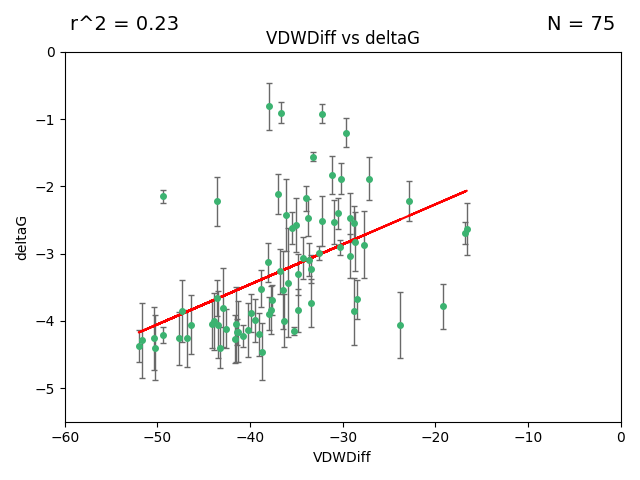 r^2 = 0.23
N = 75
VDWDiff vs deltaG
0
−1
−2
−3
−4
−5
deltaG
−60 −50 −40 −30 −20 −10 0
VDWDiff